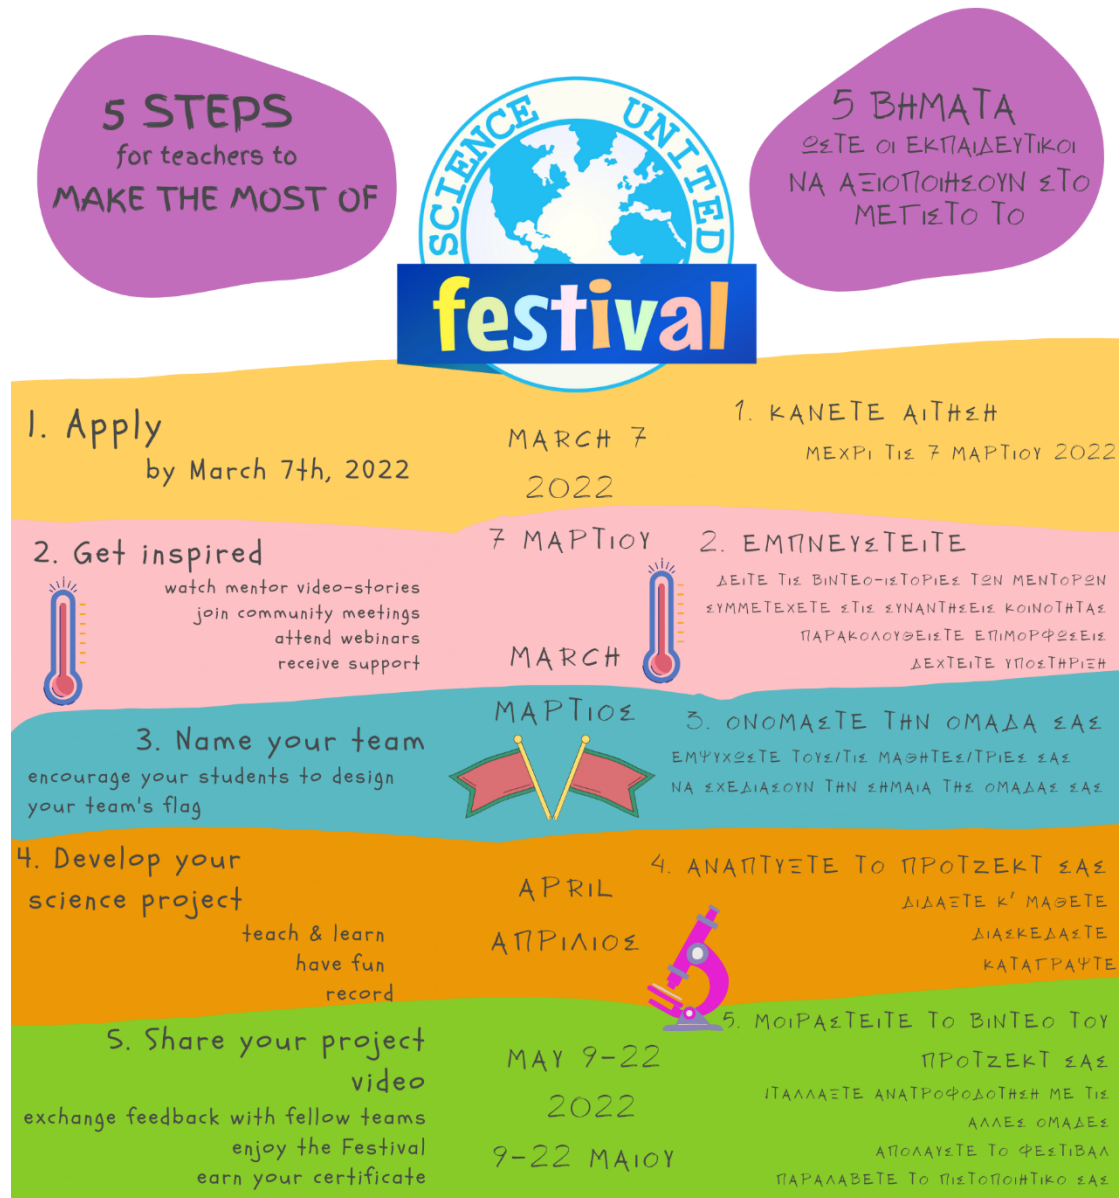 5 STEPS
for teachers to
MAKE THE MOST OF
SCIENCE UNITED
festival
5 ΒΗΜΑΤΑ
ΩΣΤΕ ΟΙ ΕΚΠΑΙΔΕΥΤΙΚΟΙ
ΝΑ ΑΞΙΟΠΟΙΗΣΟΥΝ ΣΤΟ
ΜΕΓΙΣΤΟ ΤΟ
1. Apply
by March 7th, 2022
MARCH 7
2022
7 ΜΑΡΤΙΟΥ
1. ΚΑΝΕΤΕ ΑΙΤΗΣΗ
ΜΕΧΡΙ ΤΙΣ 7 ΜΑΡΤΙΟΥ 2022
2. Get inspired
watch mentor video-stories
join community meetings
attend webinars
receive support
MARCH
ΜΑΡΤΙΟΣ
2. ΕΜΠΝΕΥΣΤΕΙΤΕ
ΔΕΙΤΕ ΤΙΣ ΒΙΝΤΕΟ-ΙΣΤΟΡΙΕΣ ΤΩΝ ΜΕΝΤΟΡΩΝ
ΣΥΜΜΕΤΕΧΕΤΕ ΣΤΙΣ ΣΥΝΑΝΤΗΣΕΙΣ ΚΟΙΝΟΤΗΤΑΣ
ΠΑΡΑΚΟΛΟΥΘΕΙΣΤΕ ΕΠΙΜΟΡΦΩΣΕΙΣ
ΔΕΧΤΕΙΤΕ ΥΠΟΣΤΗΡΙΞΗ
3. Name your team
encourage your students to design
your team's flag
3. ΟΝΟΜΑΣΤΕ ΤΗΝ ΟΜΑΔΑ ΣΑΣ
ΕΜΨΥΧΩΣΤΕ ΤΟΥΣ/ΤΙΣ ΜΑΘΗΤΕΣ/ΤΡΙΕΣ ΣΑΣ
ΝΑ ΣΧΕΔΙΑΣΟΥΝ ΤΗΝ ΣΗΜΑΙΑ ΤΗΣ ΟΜΑΔΑΣ ΣΑΣ
4. Develop your
science project
teach & learn
have fun
record
APRIL
ΑΠΡΙΛΙΟΣ
4. ΑΝΑΠΤΥΞΤΕ ΤΟ ΠΡΟΤΖΕΚΤ ΣΑΣ
ΔΙΔΑΞΤΕ Κ' ΜΑΘΕΤΕ
ΔΙΑΣΚΕΔΑΣΤΕ
ΚΑΤΑΓΡΑΨΤΕ
5. Share your project
video
exchange feedback with fellow teams
enjoy the Festival
earn your certificate
MAY 9-22
2022
9-22 ΜΑΙΟΥ
5. ΜΟΙΡΑΣΤΕΙΤΕ ΤΟ ΒΙΝΤΕΟ ΤΟΥ
ΠΡΟΤΖΕΚΤ ΣΑΣ
ΙΤΑΛΛΑΞΤΕ ΑΝΑΤΡΟΦΟΔΟΤΗΣΗ ΜΕ ΤΙΣ
ΑΛΛΕΣ ΟΜΑΔΕΣ
ΑΠΟΛΑΥΣΤΕ ΤΟ ΦΕΣΤΙΒΑΛ
ΠΑΡΑΛΑΒΕΤΕ ΤΟ ΠΙΣΤΟΠΟΙΗΤΙΚΟ ΣΑΣ